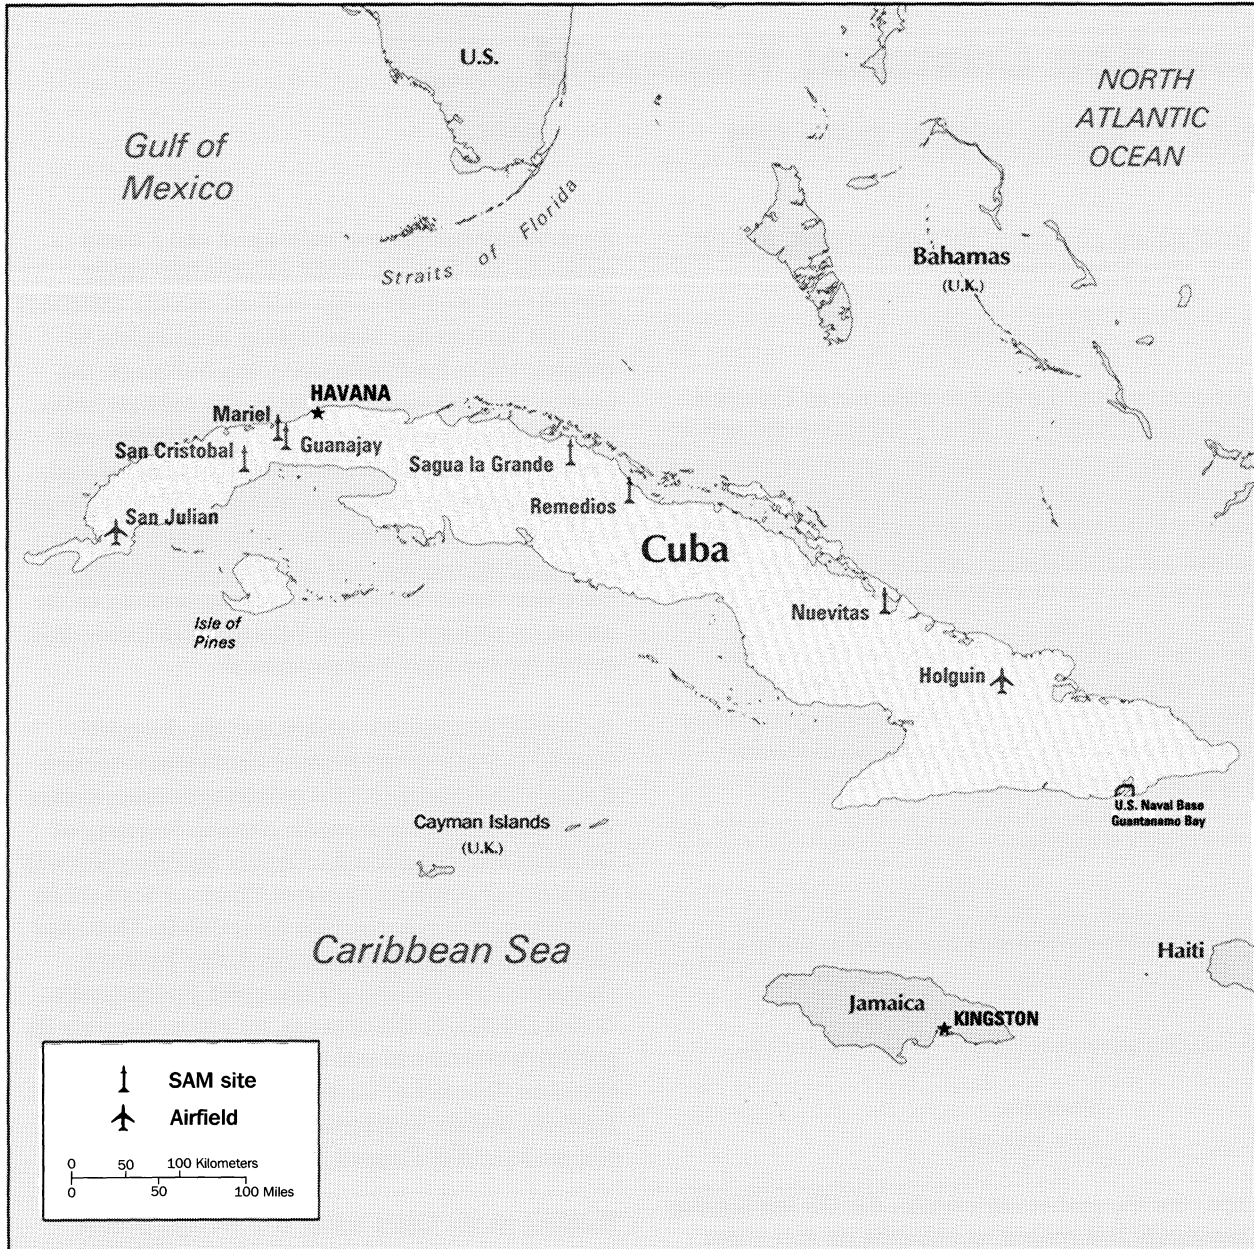 U.S.
NORTH
ATLANTIC
OCEAN
Gulf of
Mexico
Straits of Florida
Bahamas
(U.K.)
HAVANA
Mariel
Guanajay
San Cristobal
Sagua la Grande
Remedios
San Julian
Cuba
Isle of
Pines
Nuevitas
Holguin
U.S. Naval Base
Guantanamo Bay
Cayman Islands
(U.K.)
Caribbean Sea
Haiti
Jamaica
KINGSTON
SAM site
Airfield
0 50 100 Kilometers
0 50 100 Miles